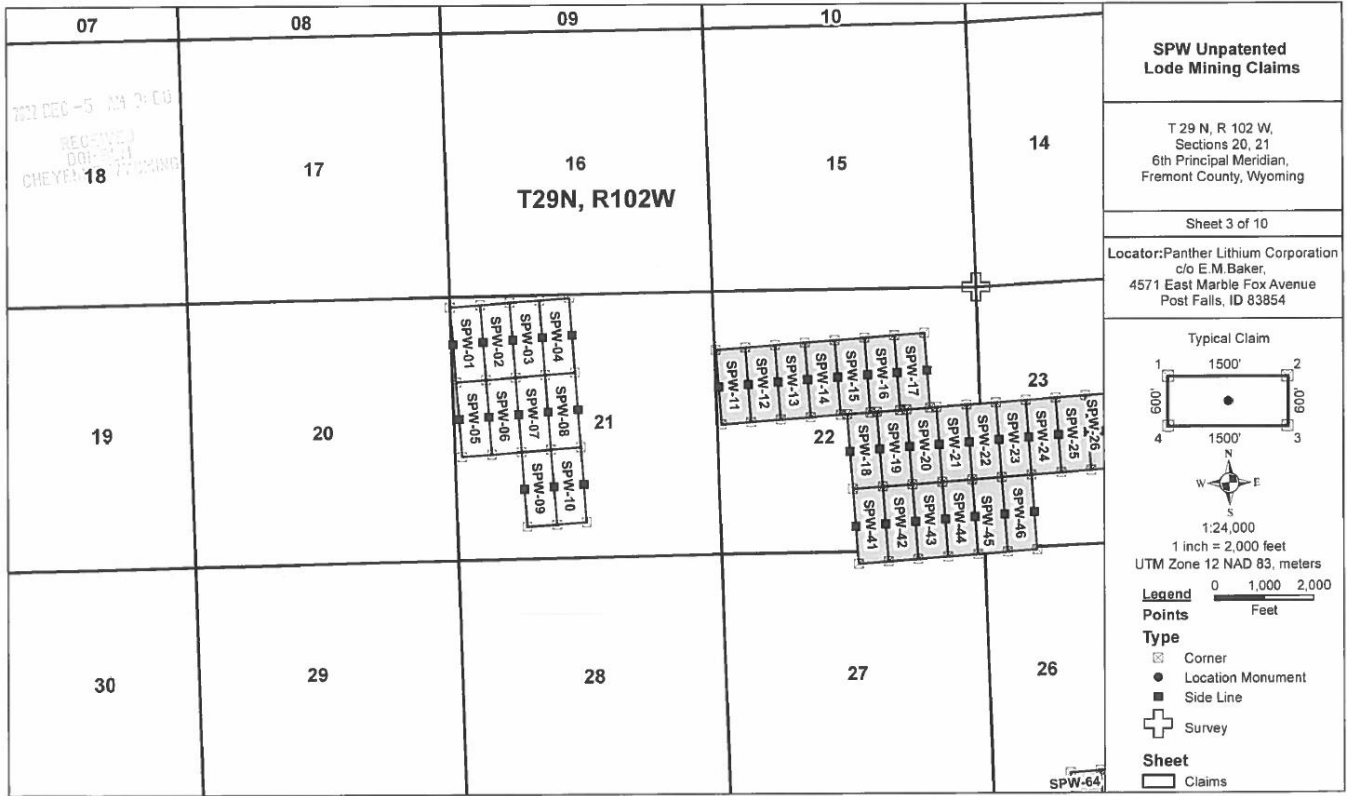 07
08
09
10
18
17
16
15
14
T29N, R102W
DEC -5
CHEYENNE
19
20
21
22
23
SPW-01
SPW-02
SPW-03
SPW-04
SPW-05
SPW-06
SPW-07
SPW-08
SPW-09
SPW-10
SPW-11
SPW-12
SPW-13
SPW-14
SPW-15
SPW-16
SPW-17
SPW-18
SPW-19
SPW-20
SPW-21
SPW-22
SPW-23
SPW-24
SPW-25
SPW-26
SPW-41
SPW-42
SPW-43
SPW-44
SPW-45
SPW-46
30
29
28
27
26
SPW-64
SPW Unpatented
Lode Mining Claims
T 29 N, R 102 W,
Sections 20, 21
6th Principal Meridian,
Fremont County, Wyoming
Sheet 3 of 10
Locator:Panther Lithium Corporation
c/o E.M.Baker,
4571 East Marble Fox Avenue
Post Falls, ID 83854
Typical Claim
1 1500' 2
600' 600'
4 1500' 3
N
W E
S
1:24,000
1 inch = 2,000 feet
UTM Zone 12 NAD 83, meters
Legend
0 1,000 2,000
Feet
Points
Type
Corner
Location Monument
Side Line
Survey
Sheet
Claims